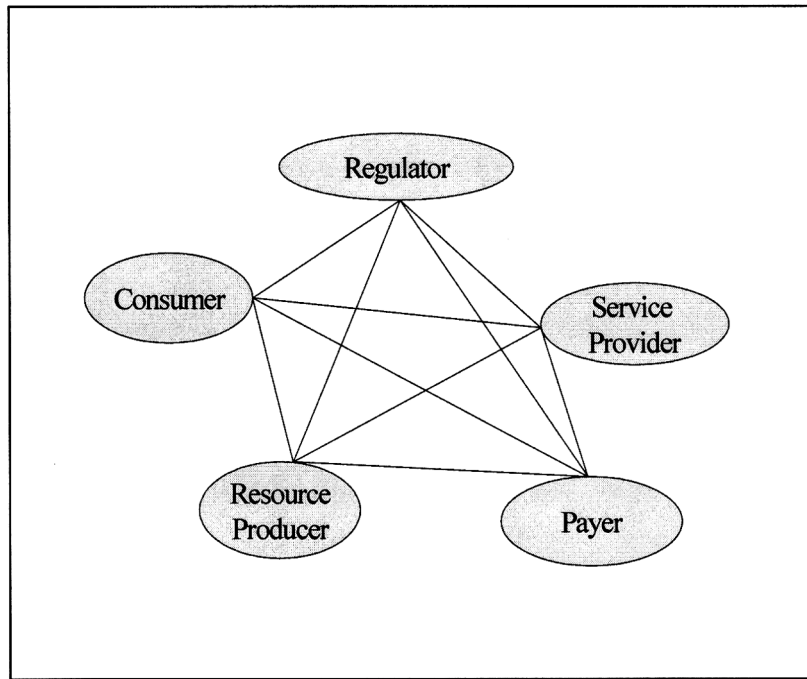 Regulator
Consumer
Service
Provider
Resource
Producer
Payer